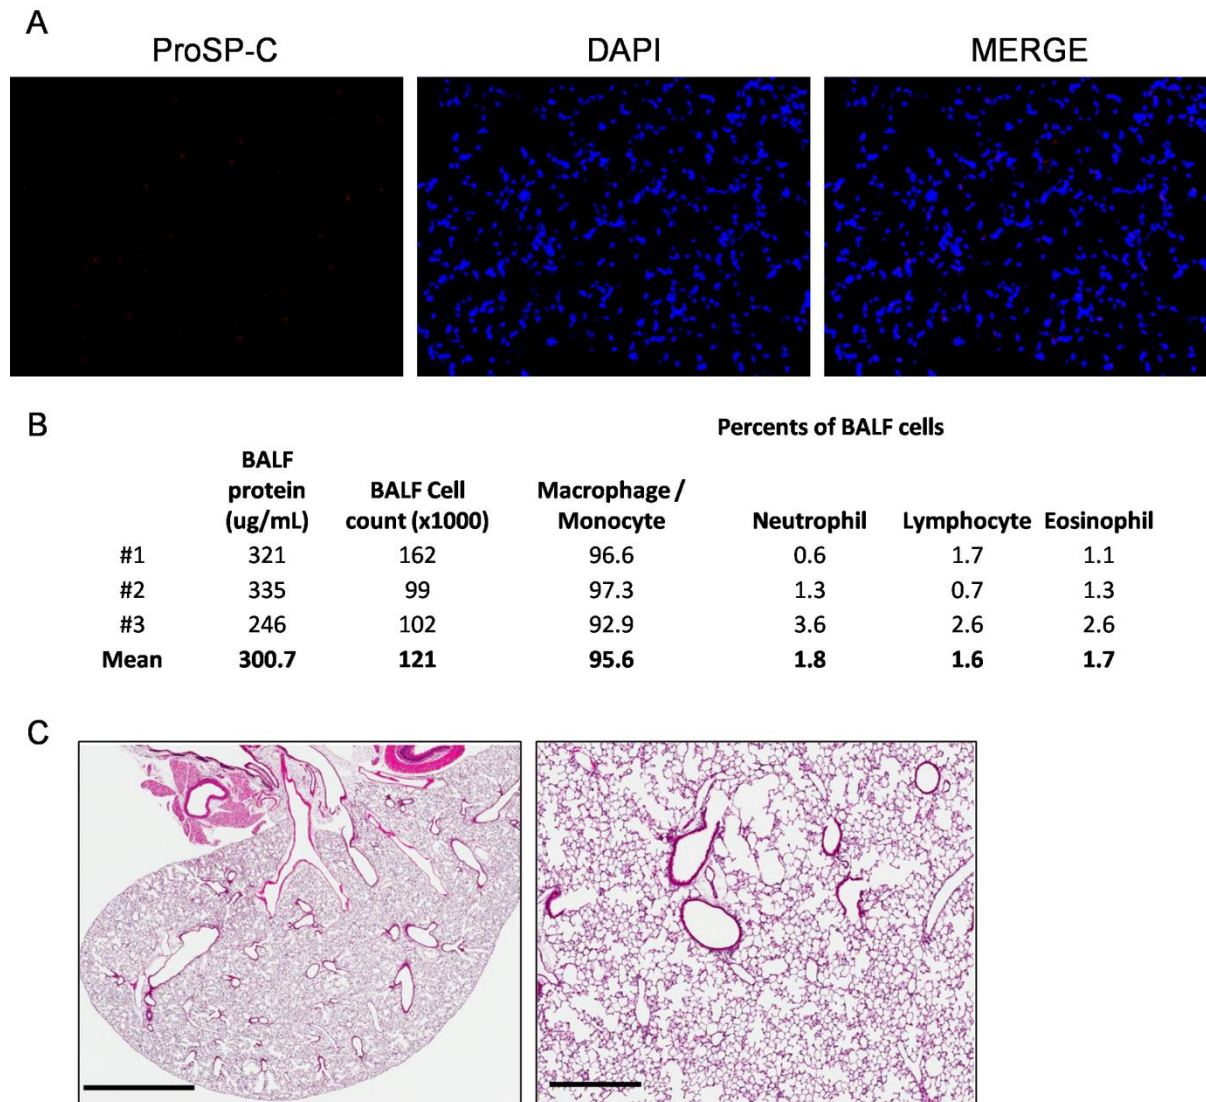 A
ProSP-C DAPI MERGE
B
Percents of BALF cells
BALF
protein BALF Cell Macrophage /
(ug/mL) count (x1000) Monocyte Neutrophil Lymphocyte Eosinophil
#1 321 162 96.6 0.6 1.7 1.1
#2 335 99 97.3 1.3 0.7 1.3
#3 246 102 92.9 3.6 2.6 2.6
Mean 300.7 121 95.6 1.8 1.6 1.7
C